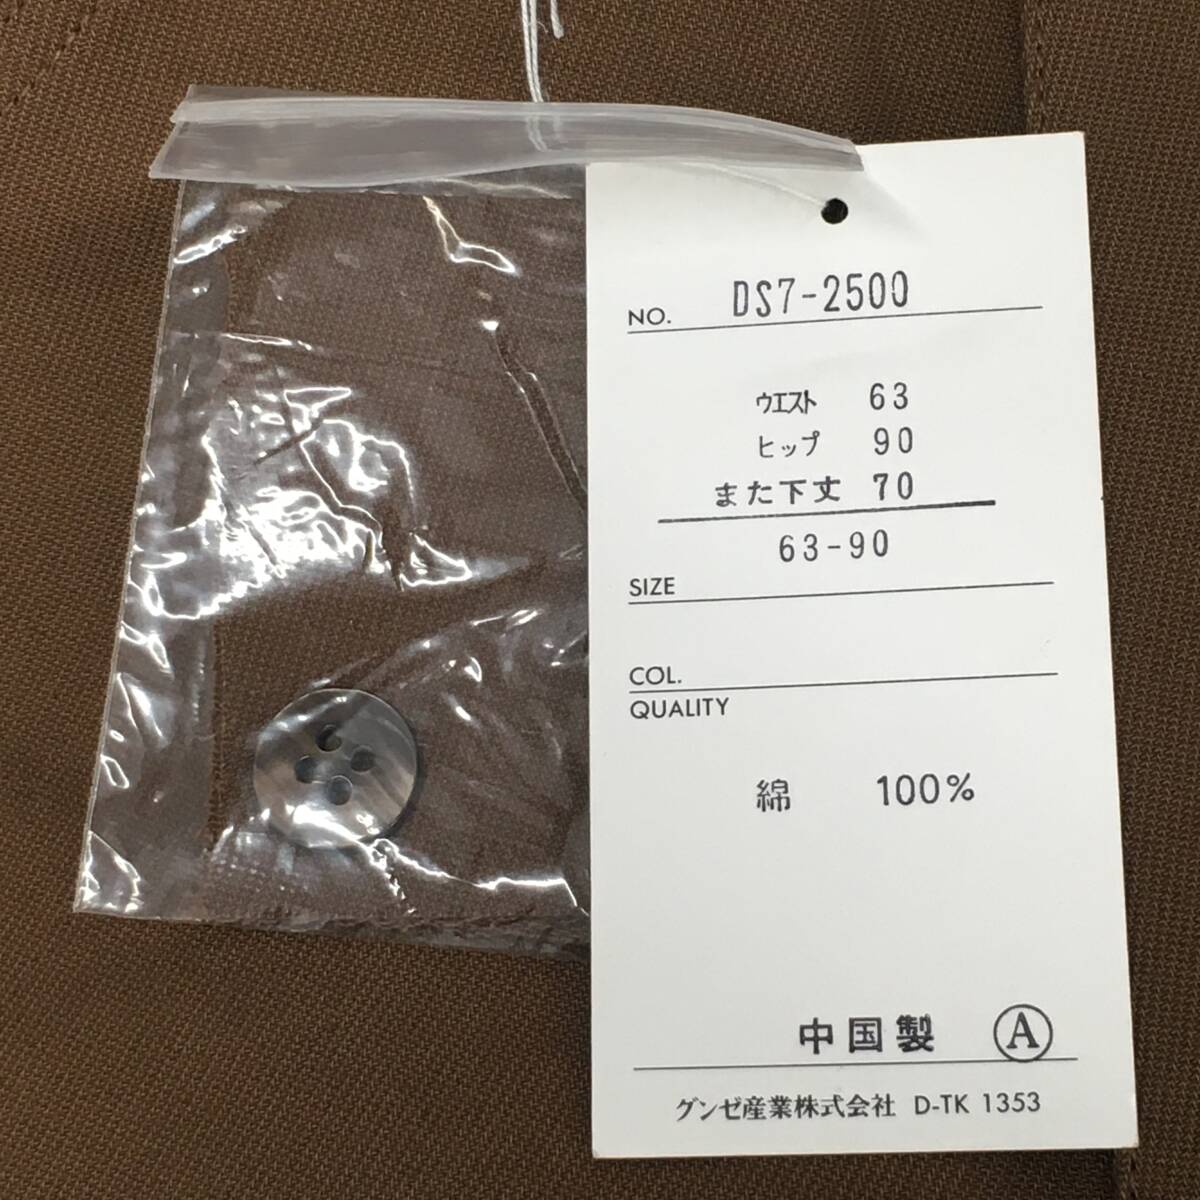 NO. DS7-2500
ウエスト 63
ヒップ 90
また下丈 70
63-90
SIZE
COL.
QUALITY
綿 100%
中国製 Ⓐ
グンゼ産業株式会社 D-TK 1353